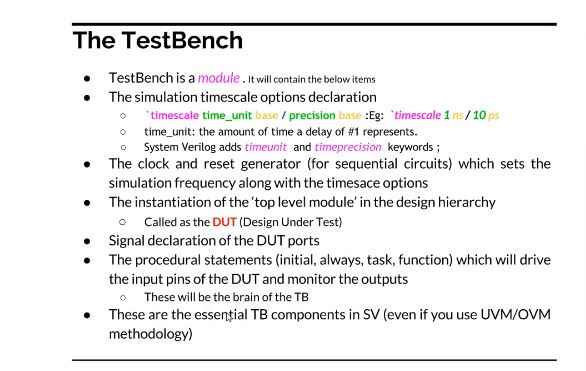 The TestBench
● TestBench is a module . It will contain the below items
● The simulation timescale options declaration
○ `timescale time_unit base / precision base :Eg: `timescale 1 ns / 10 ps
○ time_unit: the amount of time a delay of #1 represents.
○ System Verilog adds timeunit and timeprecision keywords ;
● The clock and reset generator (for sequential circuits) which sets the
simulation frequency along with the timesace options
● The instantiation of the ‘top level module’ in the design hierarchy
○ Called as the DUT (Design Under Test)
● Signal declaration of the DUT ports
● The procedural statements (initial, always, task, function) which will drive
the input pins of the DUT and monitor the outputs
○ These will be the brain of the TB
● These are the essential TB components in SV (even if you use UVM/OVM
methodology)